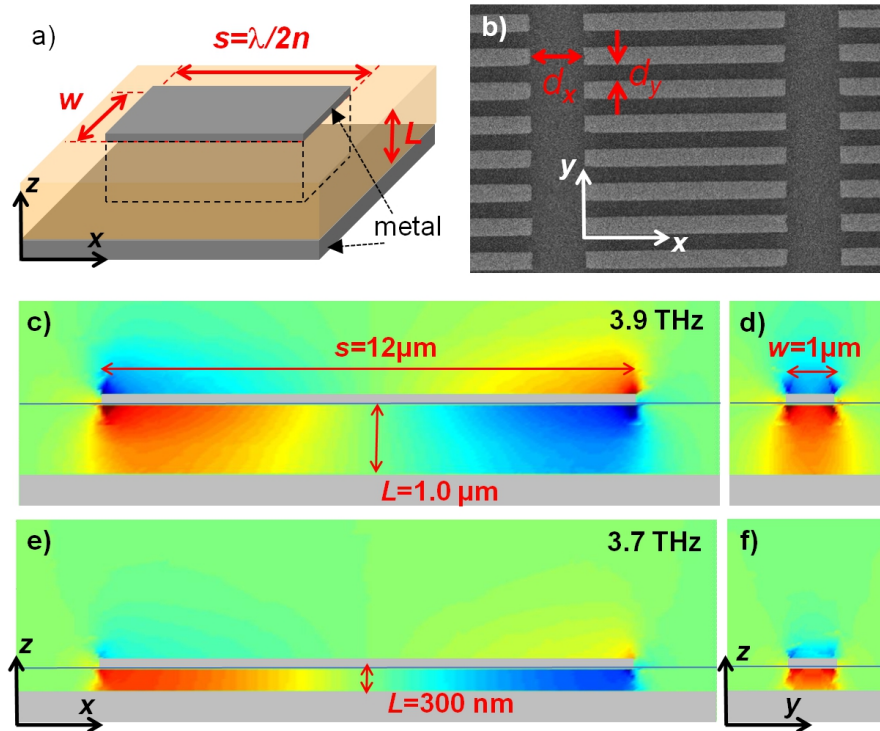 a)
s=λ/2n
w
L
z
x
metal
b)
dx
dy
y
x
c)
3.9 THz
s=12µm
L=1.0 µm
d)
w=1µm
e)
3.7 THz
z
x
L=300 nm
f)
z
y